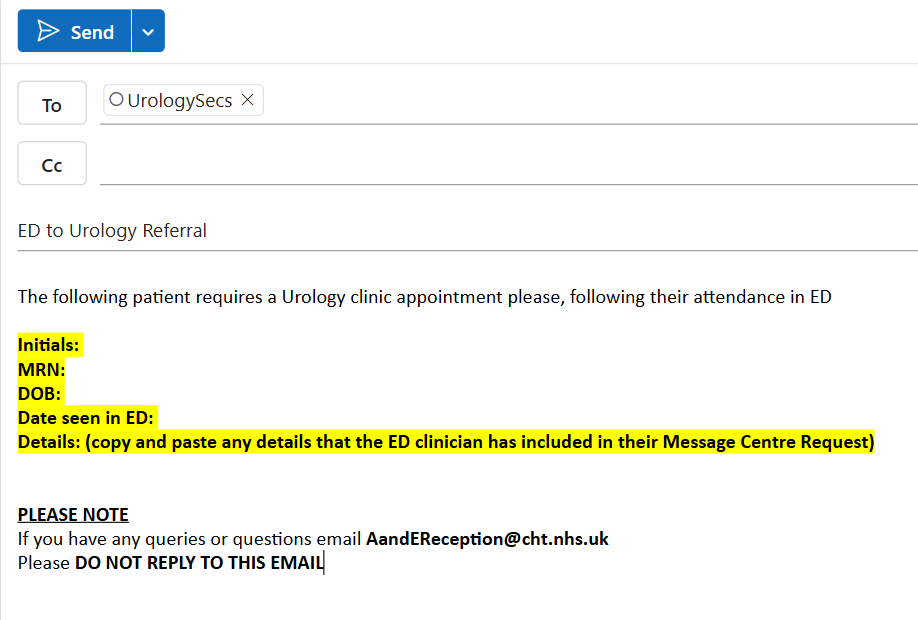 Send
To
UrologySecs
Cc
ED to Urology Referral
The following patient requires a Urology clinic appointment please, following their attendance in ED
Initials:
MRN:
DOB:
Date seen in ED:
Details: (copy and paste any details that the ED clinician has included in their Message Centre Request)
PLEASE NOTE
If you have any queries or questions email AandEReception@cht.nhs.uk
Please DO NOT REPLY TO THIS EMAIL